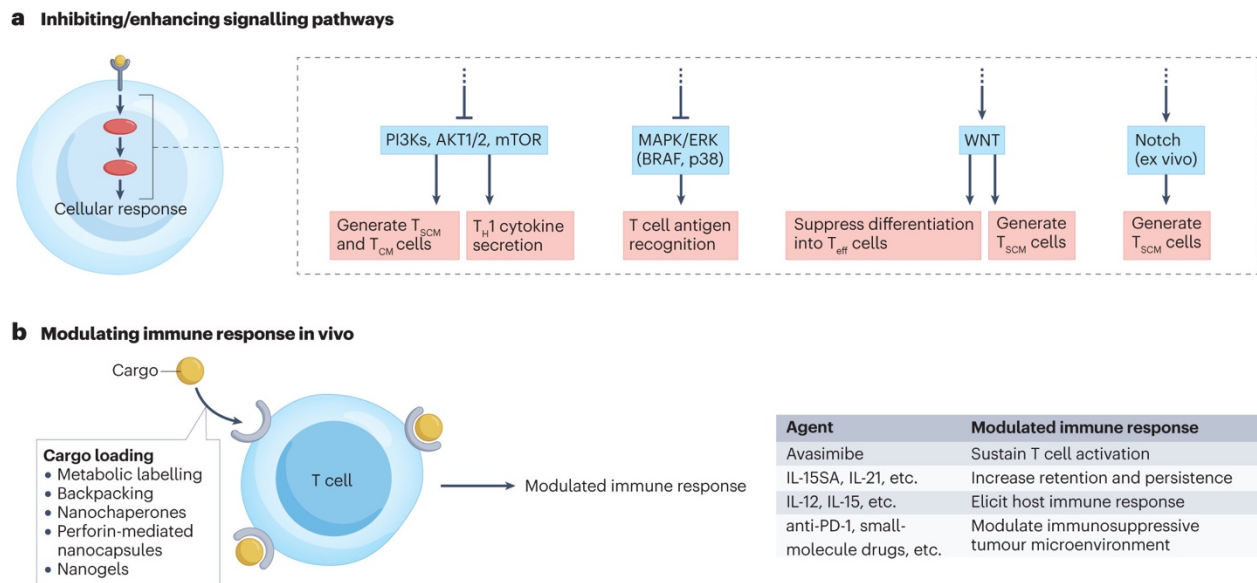 a Inhibiting/enhancing signalling pathways
Cellular response
PI3Ks, AKT1/2, mTOR
Generate TSCM
and TCM cells
TH1 cytokine
secretion
MAPK/ERK
(BRAF, p38)
T cell antigen
recognition
WNT
Suppress differentiation
into Teff cells
Generate
TSCM cells
Notch
(ex vivo)
Generate
TSCM cells
b Modulating immune response in vivo
Cargo
Cargo loading
• Metabolic labelling
• Backpacking
• Nanochaperones
• Perforin-mediated
nanocapsules
• Nanogels
T cell
Modulated immune response
Agent Modulated immune response
Avasimibe Sustain T cell activation
IL-15SA, IL-21, etc. Increase retention and persistence
IL-12, IL-15, etc. Elicit host immune response
anti-PD-1, small- Modulate immunosuppressive
molecule drugs, etc. tumour microenvironment